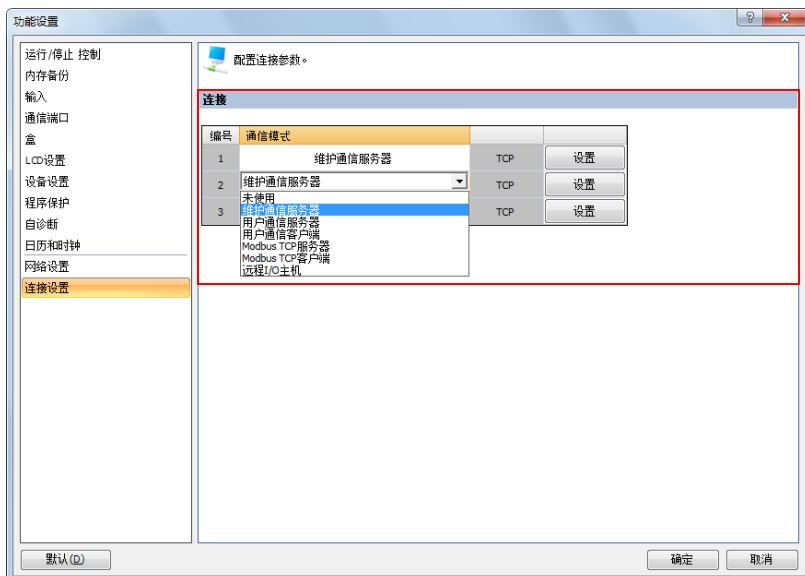 功能设置
运行/停止 控制
内存备份
输入
通信端口
盒
LCD设置
设备设置
程序保护
自诊断
日历和时钟
网络设置
连接设置
配置连接参数。
连接
编号 通信模式
1 维护通信服务器 TCP 设置
2 维护通信服务器 TCP 设置
3 TCP 设置
未使用
维护通信服务器
用户通信服务器
用户通信客户端
Modbus TCP服务器
Modbus TCP客户端
远程I/O主机
默认(D) 确定 取消